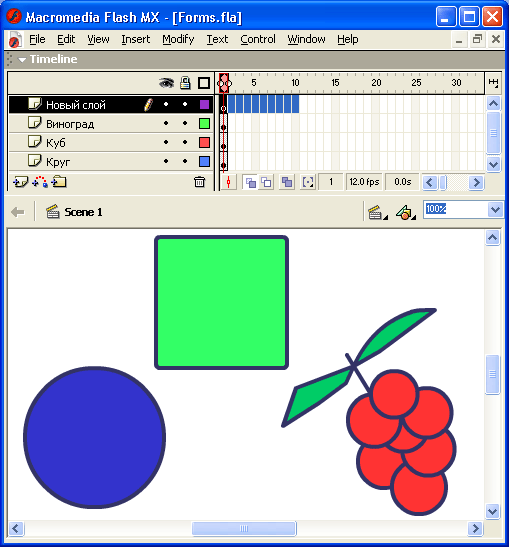 Macromedia Flash MX - [Forms.fla]
File Edit View Insert Modify Text Control Window Help
Timeline
1 5 10 15 20 25 30
Новый слой
Виноград
Куб
Круг
1 12.0 fps 0.0s
Scene 1 100%